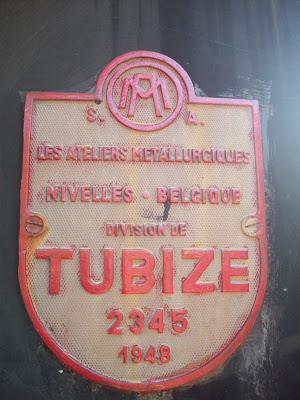 S. A.
LES ATELIERS METALLURGIQUES
NIVELLES - BELGIQUE
DIVISION DE
TUBIZE
2345
1948